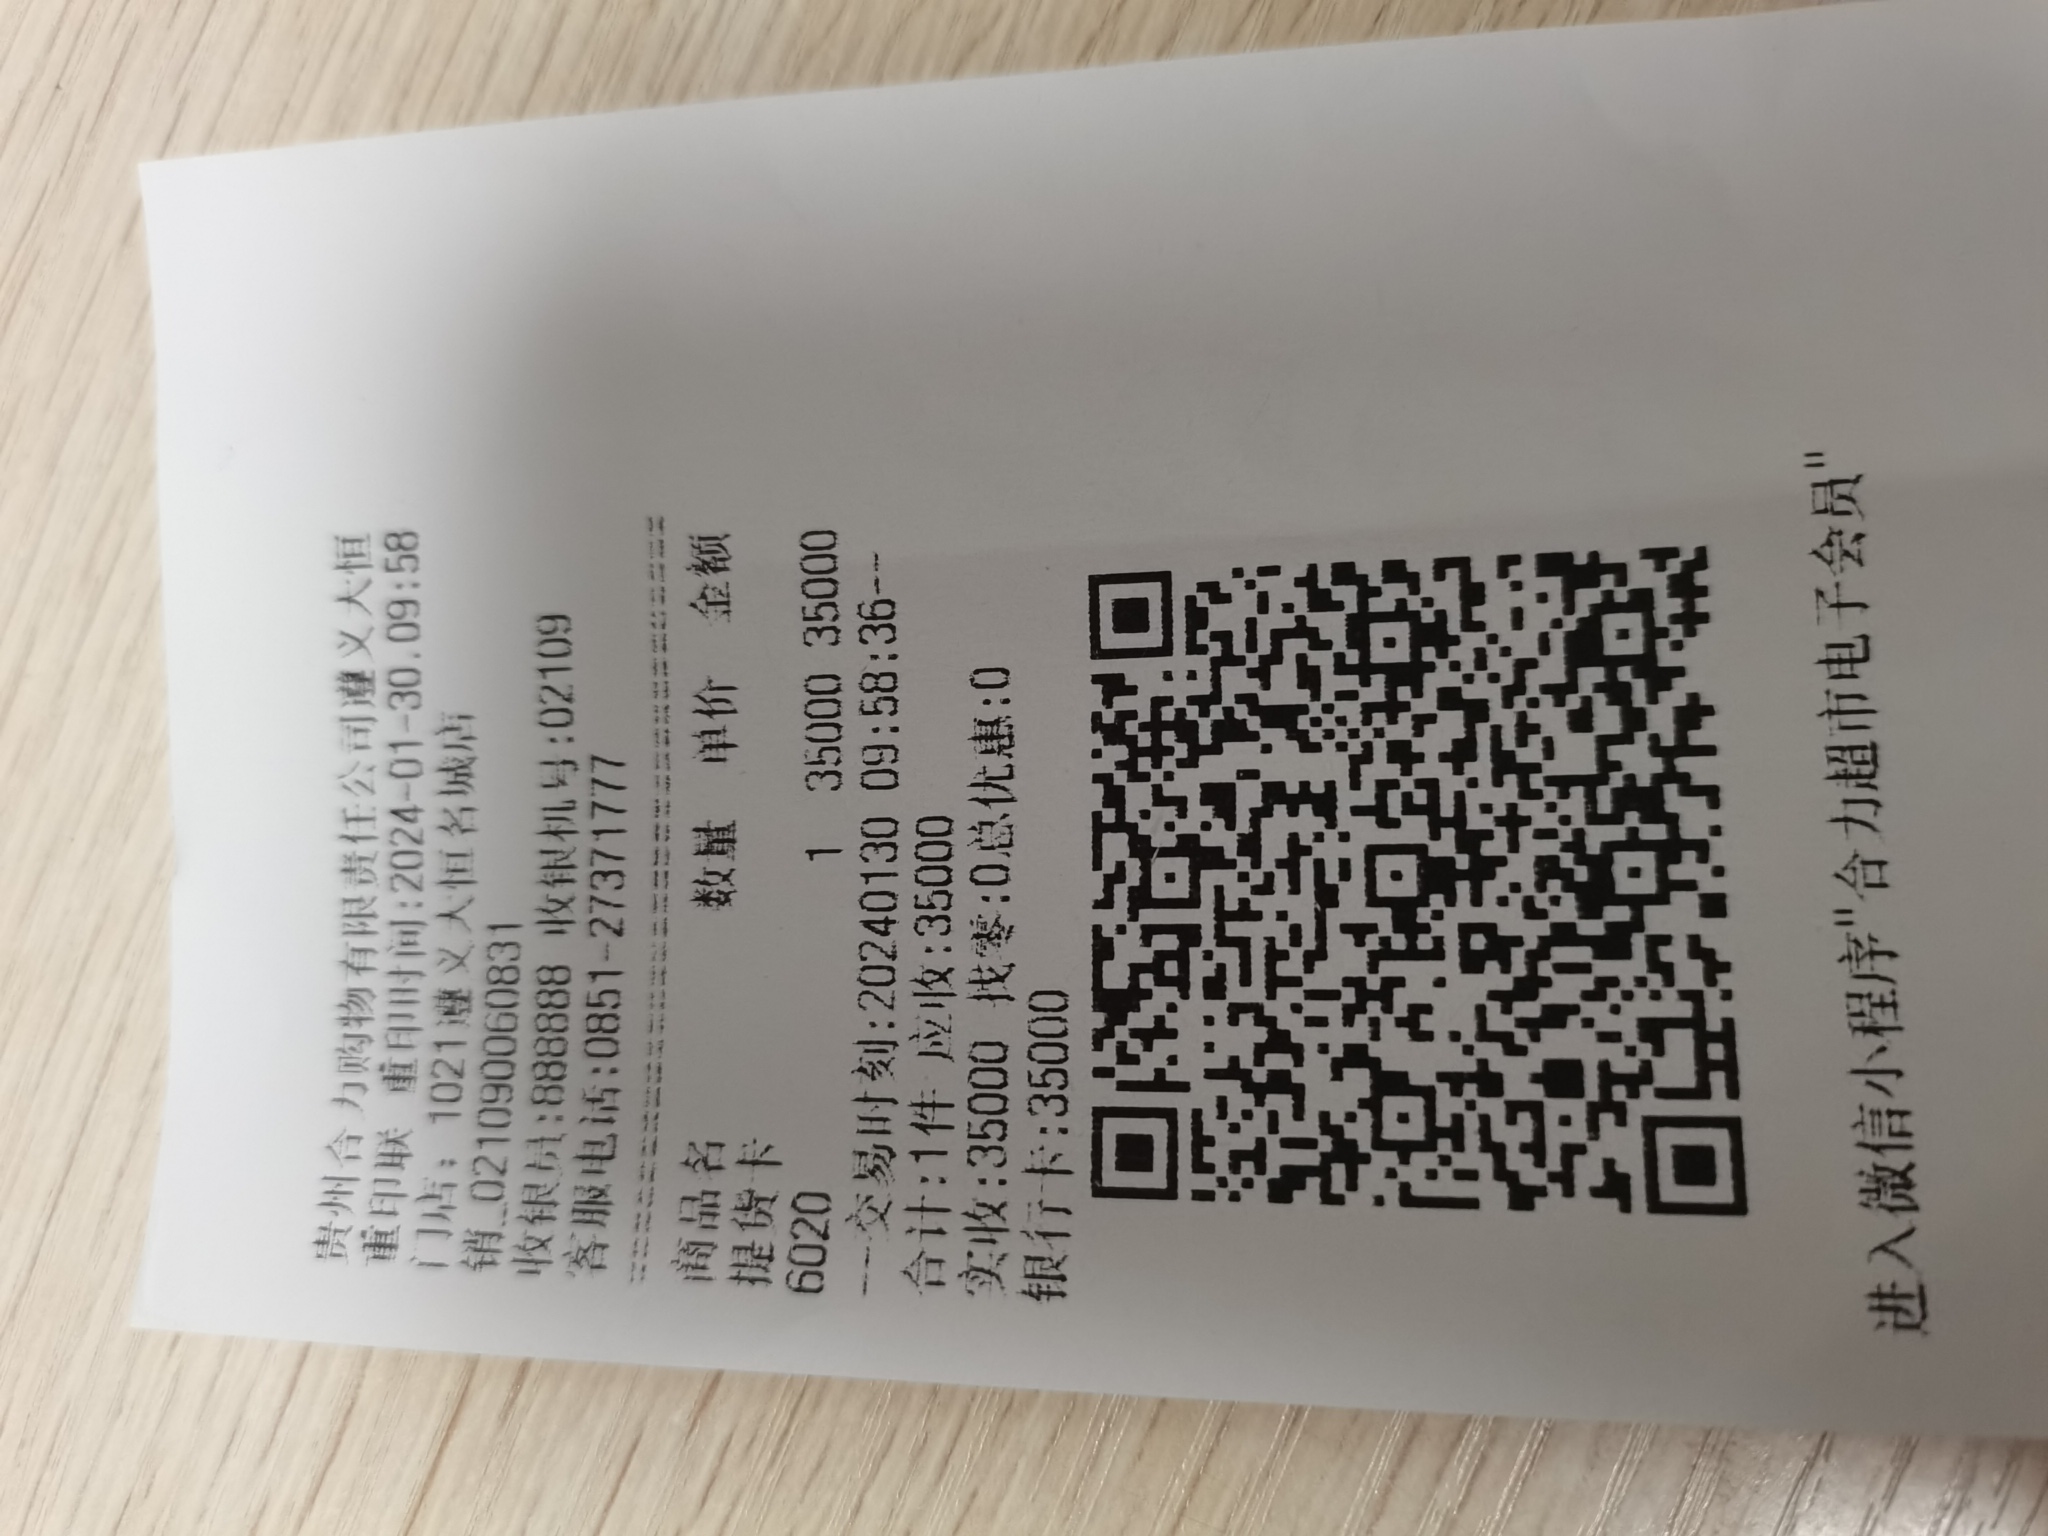 贵州合力购物有限责任公司遵义大恒
重印联 重印时间:2024-01-30.09:58
门店: 1021遵义大恒名城店
销_021090060831
收银员:888888 收银机号:02109
客服电话:0851-27371777
商品名 数量 单价 金额
提货卡
6020 1 35000 35000
---交易时刻:20240130 09:58:36--
合计:1件 应收:35000
实收:35000 找零:0总优惠:0
银行卡:35000
进入微信小程序"合力超市电子会员"